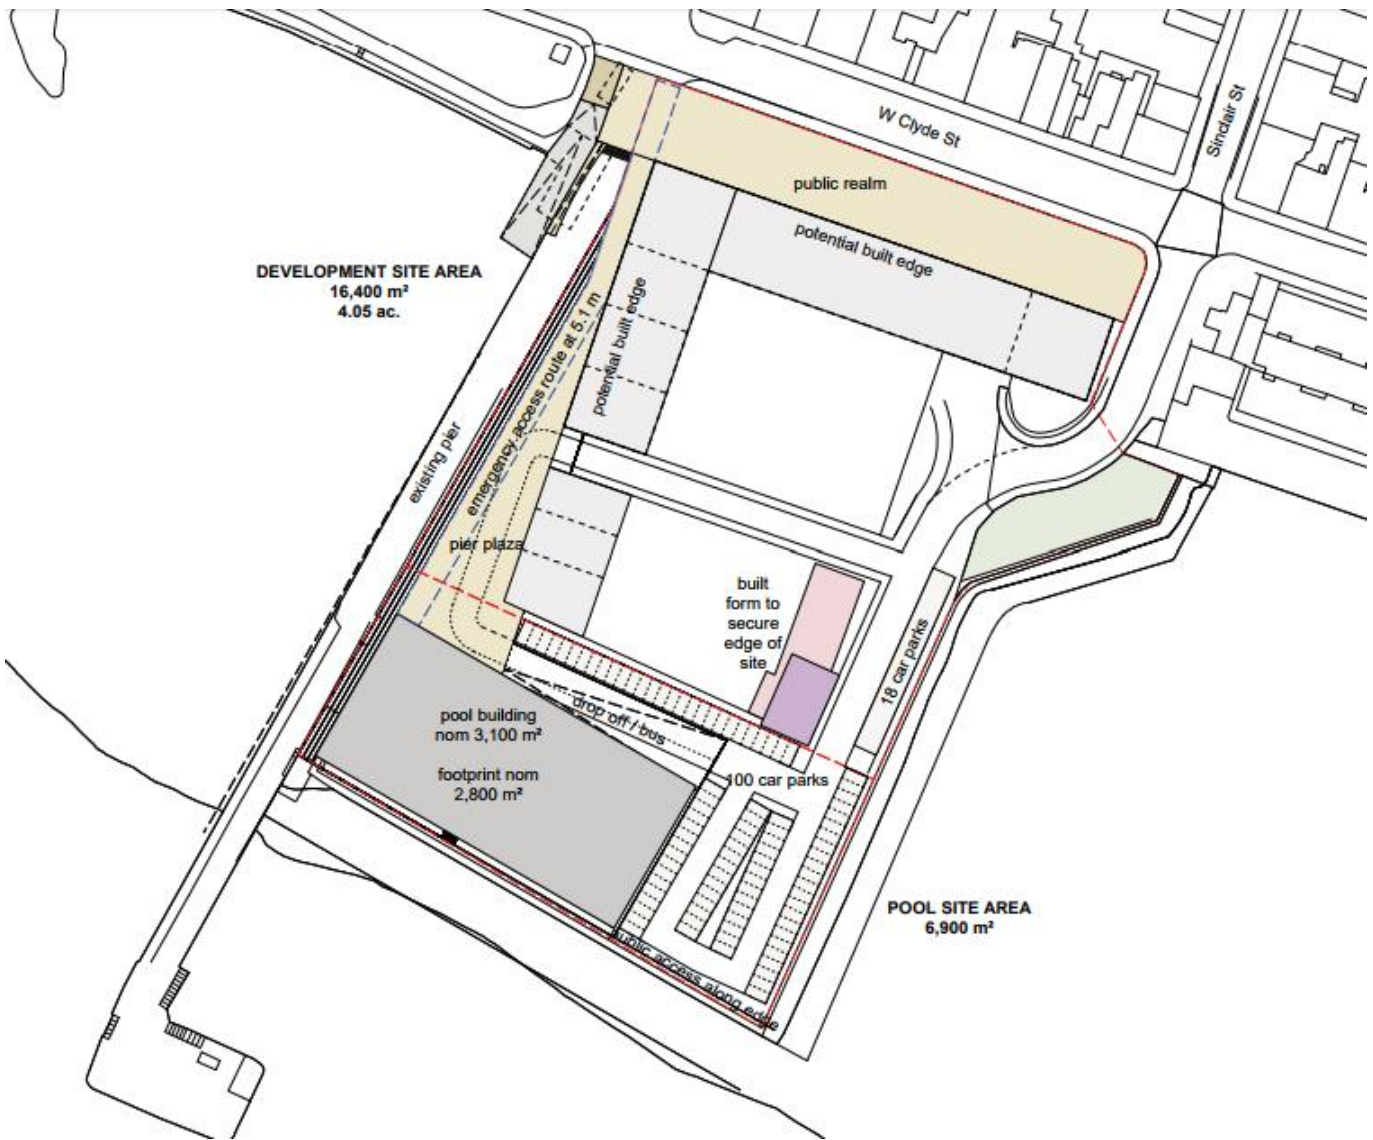 W Clyde St
Sinclair St
public realm
potential built edge
DEVELOPMENT SITE AREA
16,400 m²
4.05 ac.
potential built edge
emergency access route at 5.1 m
existing pier
pier plaza
built
form to
secure
edge of
site
18 car parks
drop off / bus
pool building
nom 3,100 m²
footprint nom
2,800 m²
100 car parks
POOL SITE AREA
6,900 m²
public access along edge